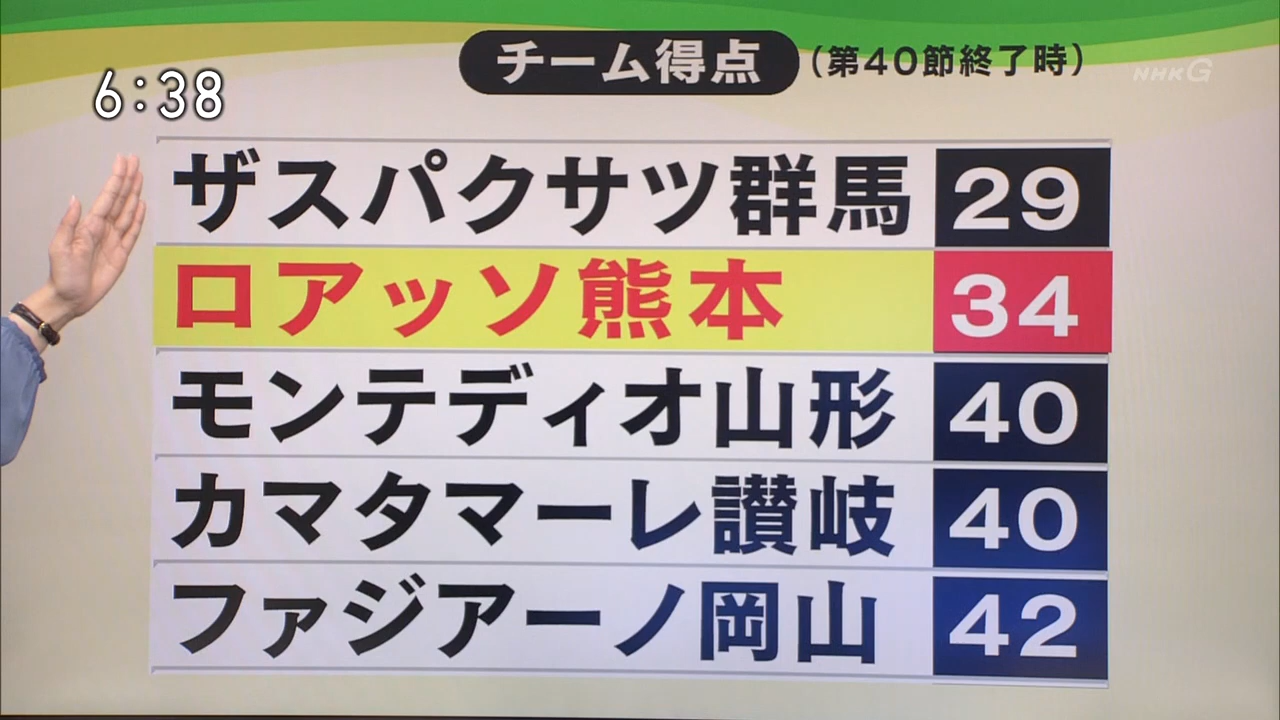 チーム得点 (第40節終了時)
6:38
NHK G
ザスパクサツ群馬 29
ロアッソ熊本 34
モンテディオ山形 40
カマタマーレ讃岐 40
ファジアーノ岡山 42